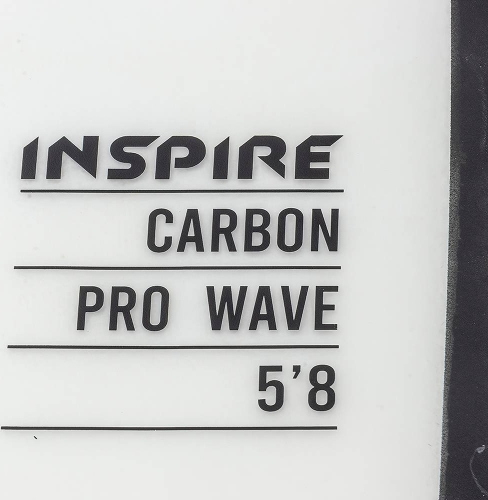 INSPIRE
CARBON
PRO WAVE
5'8